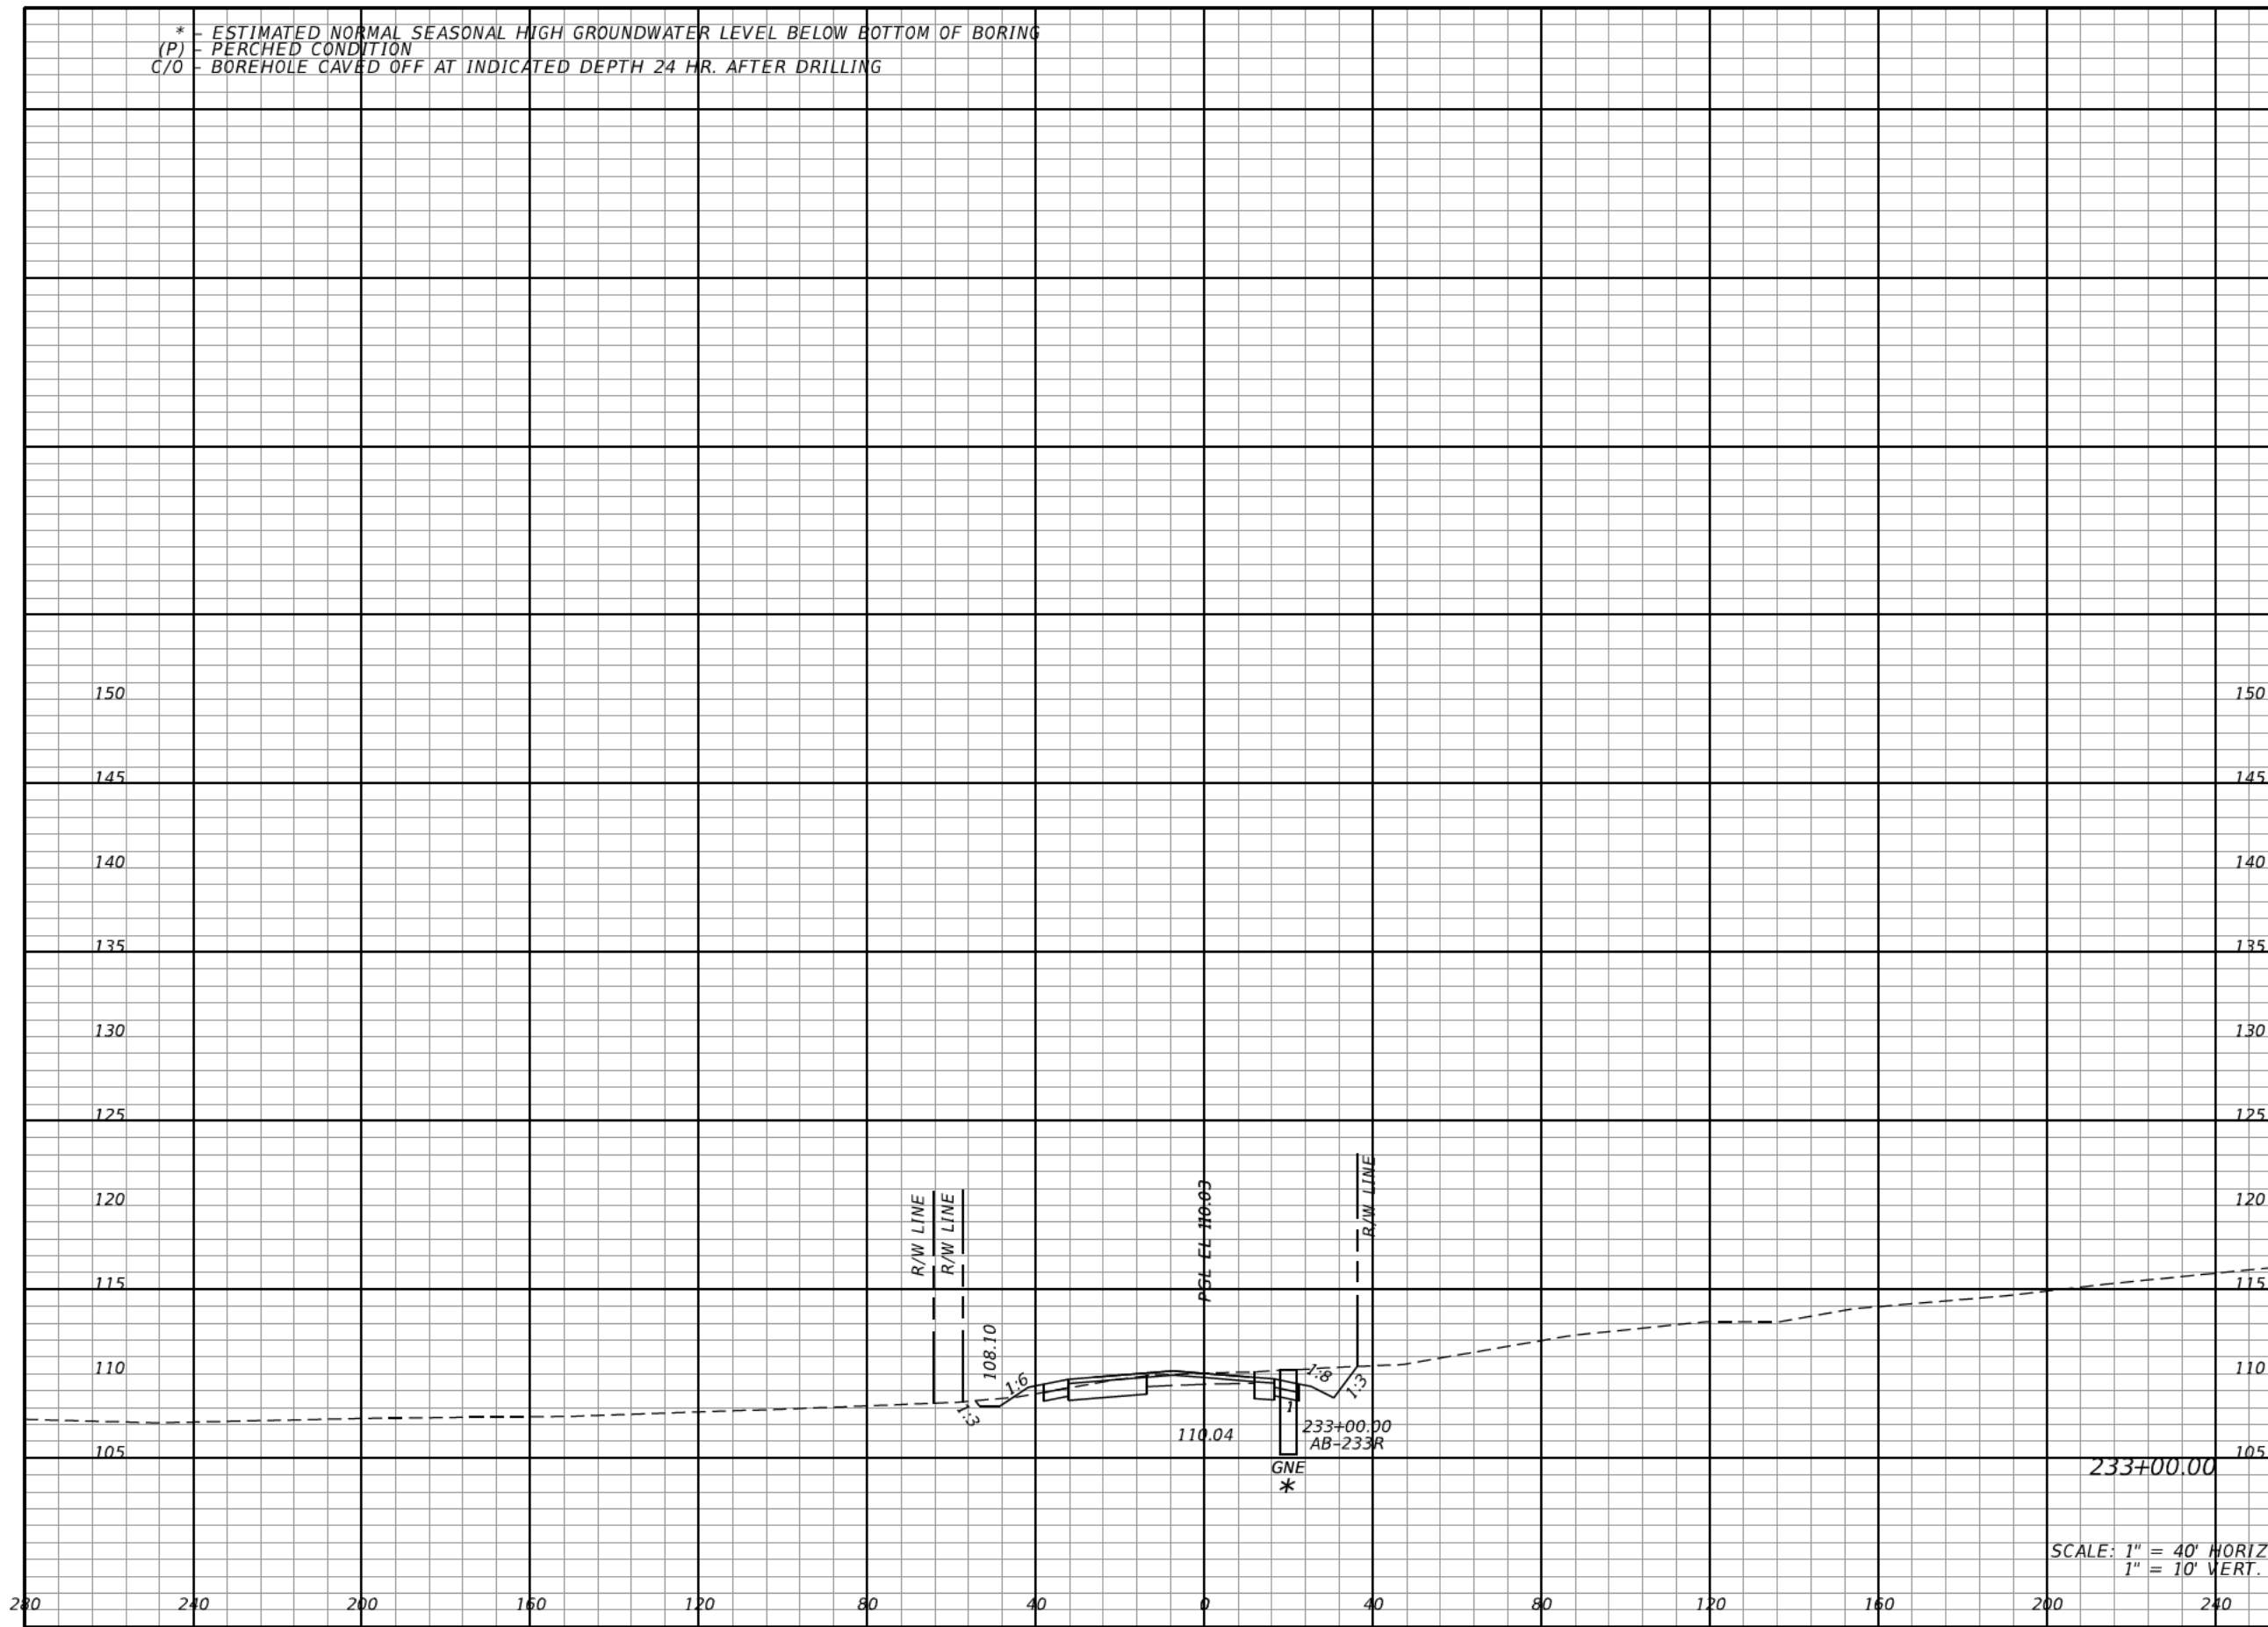 * – ESTIMATED NORMAL SEASONAL HIGH GROUNDWATER LEVEL BELOW BOTTOM OF BORING
(P) – PERCHED CONDITION
C/O – BOREHOLE CAVED OFF AT INDICATED DEPTH 24 HR. AFTER DRILLING
150 150
145 145
140 140
135 135
130 130
125 125
120 120
115 115
110 110
105 105
R/W LINE
R/W LINE
108.10
PGL EL 110.03
R/W LINE
1:6
1:3
1:8
1:3
1
110.04
233+00.00
AB-233R
GNE
*
233+00.00
SCALE: 1" = 40' HORIZ
1" = 10' VERT.
280 240 200 160 120 80 40 0 40 80 120 160 200 240